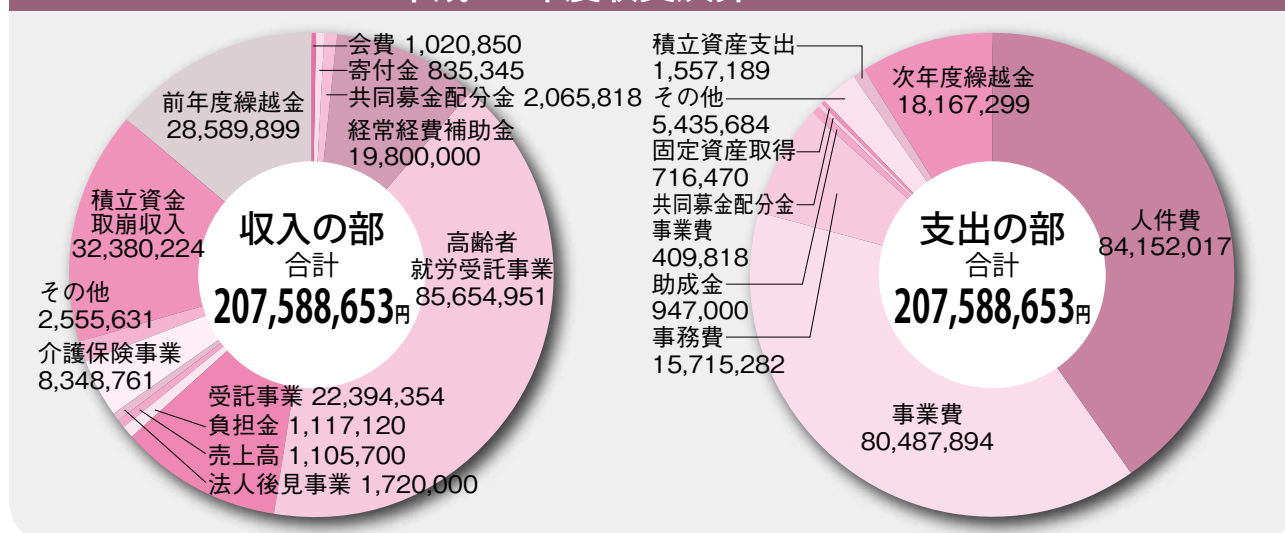 会費 1,020,850
寄付金 835,345
共同募金配分金 2,065,818
経常経費補助金
19,800,000
高齢者
就労受託事業
85,654,951
受託事業 22,394,354
負担金 1,117,120
売上高 1,105,700
法人後見事業 1,720,000
介護保険事業
8,348,761
その他
2,555,631
積立資金
取崩収入
32,380,224
前年度繰越金
28,589,899
収入の部
合計
207,588,653円
積立資産支出
1,557,189
その他
5,435,684
固定資産取得
716,470
共同募金配分金
事業費
409,818
助成金
947,000
事務費
15,715,282
次年度繰越金
18,167,299
人件費
84,152,017
事業費
80,487,894
支出の部
合計
207,588,653円